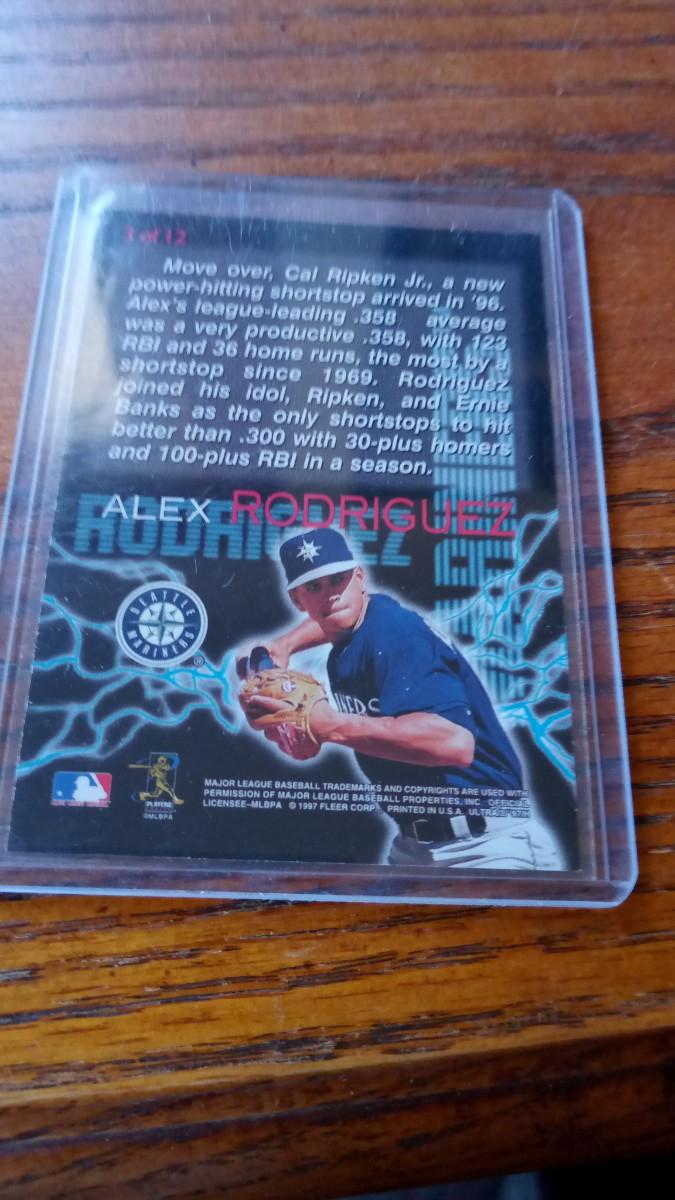 3 of 12
Move over, Cal Ripken Jr., a new
power-hitting shortstop arrived in '96.
Alex's league-leading .358 average
was a very productive .358, with 123
RBI and 36 home runs, the most by a
shortstop since 1969. Rodriguez
joined his idol, Ripken, and Ernie
Banks as the only shortstops to hit
better than .300 with 30-plus homers
and 100-plus RBI in a season.
ALEX RODRIGUEZ
RODRIGUEZ
SEATTLE
MARINERS
®
PLAYERS
©MLBPA
MAJOR LEAGUE BASEBALL TRADEMARKS AND COPYRIGHTS ARE USED WITH
PERMISSION OF MAJOR LEAGUE BASEBALL PROPERTIES, INC. OFFICIAL
LICENSEE–MLBPA © 1997 FLEER CORP. PRINTED IN U.S.A.